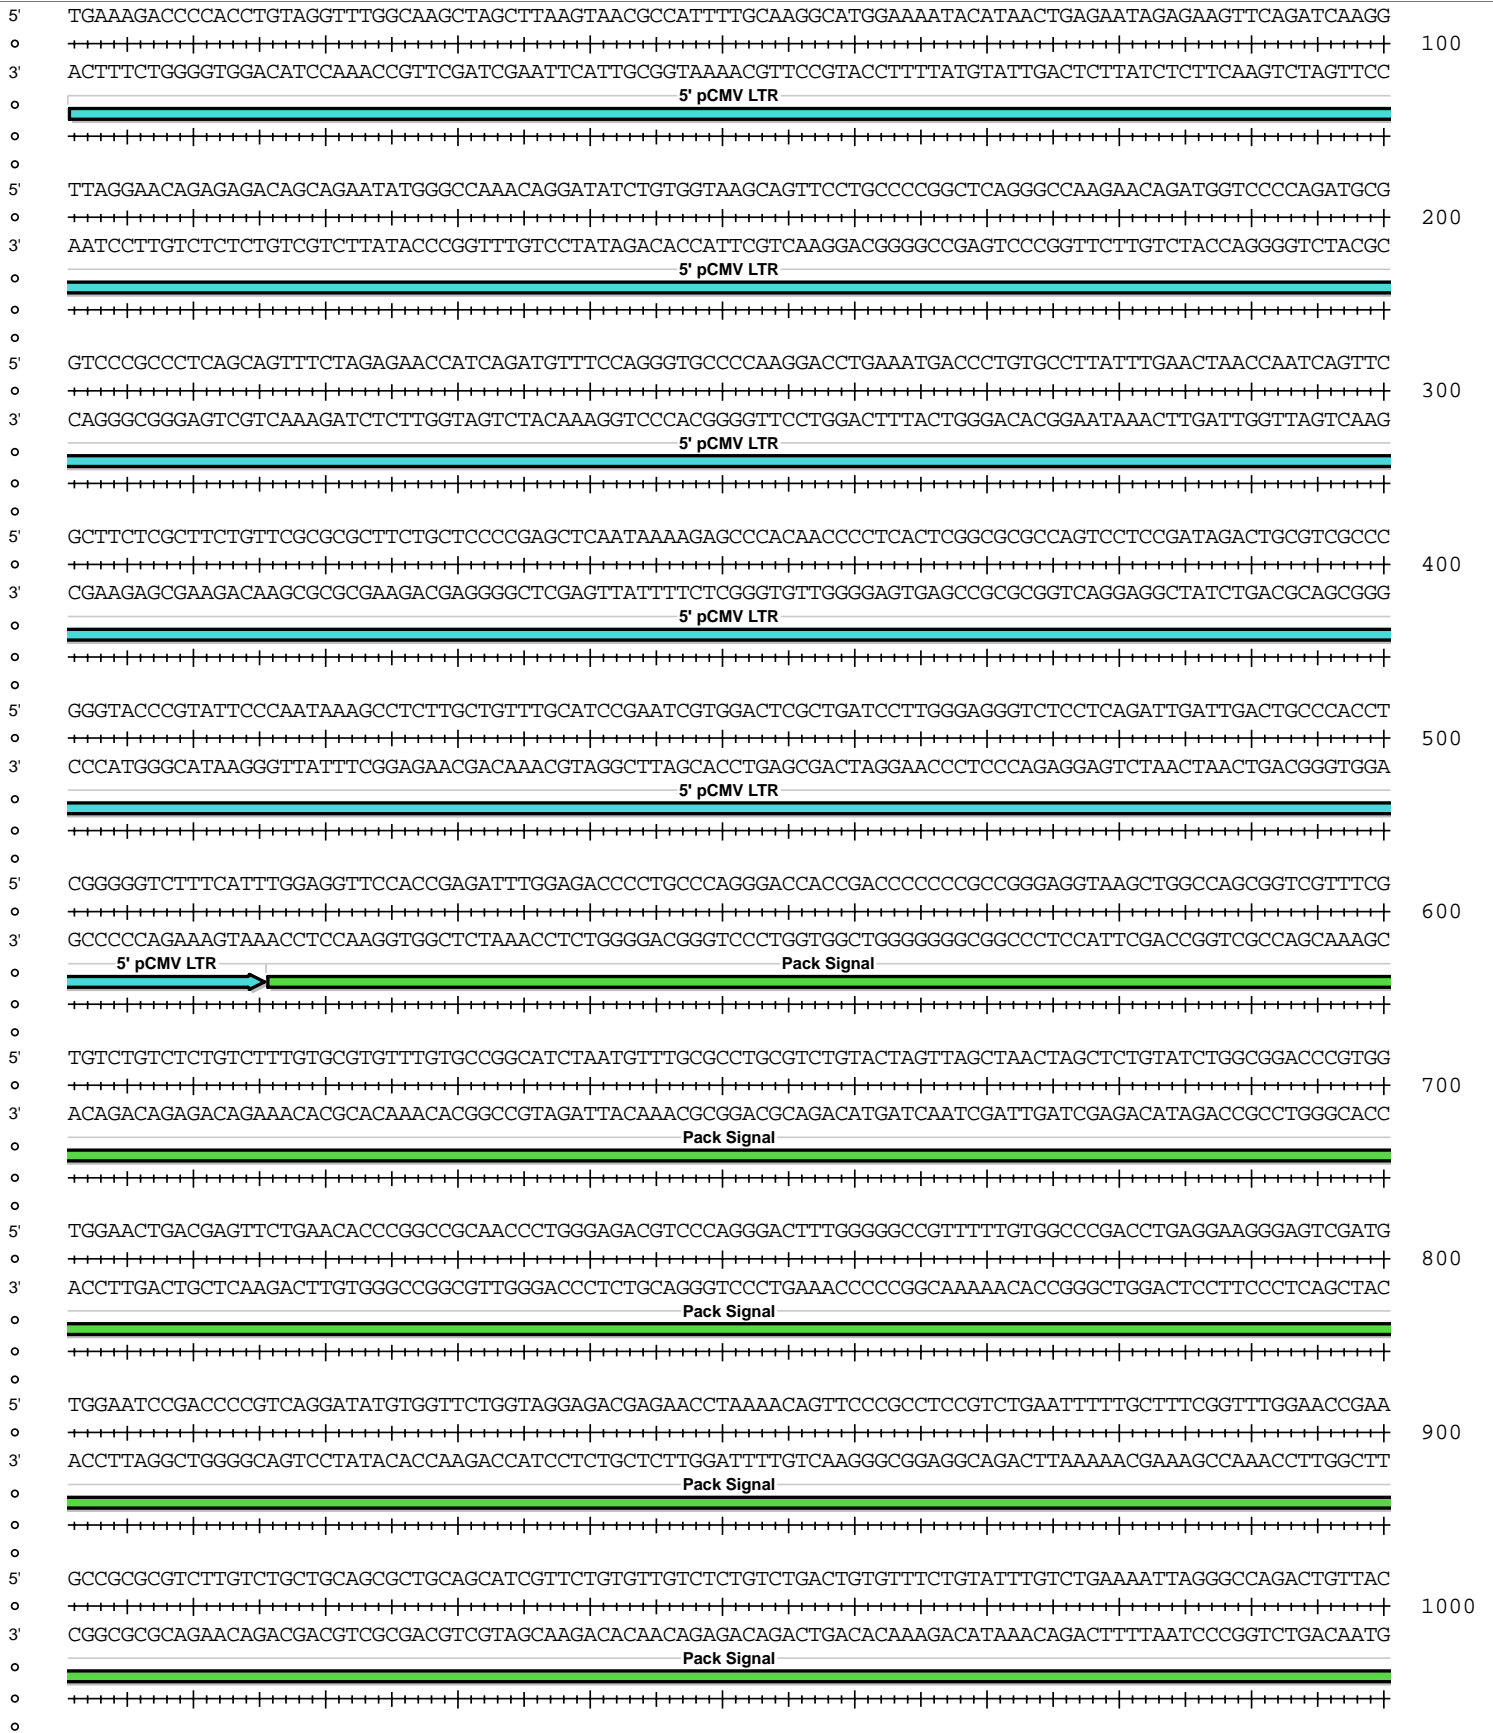 5' TGAAAGACCCCACCTGTAGGTTTGGCAAGCTAGCTTAAGTAACGCCATTTTGCAAGGCATGGAAAATACATAACTGAGAATAGAGAAGTTCAGATCAAGG
100
3' ACTTTCTGGGGTGGACATCCAAACCGTTCGATCGAATTCATTGCGGTAAAACGTTCCGTACCTTTTATGTATTGACTCTTATCTCTTCAAGTCTAGTTCC
5' pCMV LTR
5' TTAGGAACAGAGAGACAGCAGAATATGGGCCAAACAGGATATCTGTGGTAAGCAGTTCCTGCCCCGGCTCAGGGCCAAGAACAGATGGTCCCCAGATGCG
200
3' AATCCTTGTCTCTCTGTCGTCTTATACCCGGTTTGTCCTATAGACACCATTCGTCAAGGACGGGGCCGAGTCCCGGTTCTTGTCTACCAGGGGTCTACGC
5' pCMV LTR
5' GTCCCGCCCTCAGCAGTTTCTAGAGAACCATCAGATGTTTCCAGGGTGCCCCAAGGACCTGAAATGACCCTGTGCCTTATTTGAACTAACCAATCAGTTC
300
3' CAGGGCGGGAGTCGTCAAAGATCTCTTGGTAGTCTACAAAGGTCCCACGGGGTTCCTGGACTTTACTGGGACACGGAATAAACTTGATTGGTTAGTCAAG
5' pCMV LTR
5' GCTTCTCGCTTCTGTTCGCGCGCTTCTGCTCCCCGAGCTCAATAAAAGAGCCCACAACCCCTCACTCGGCGCGCCAGTCCTCCGATAGACTGCGTCGCCC
400
3' CGAAGAGCGAAGACAAGCGCGCGAAGACGAGGGGCTCGAGTTATTTTCTCGGGTGTTGGGGAGTGAGCCGCGCGGTCAGGAGGCTATCTGACGCAGCGGG
5' pCMV LTR
5' GGGTACCCGTATTCCCAATAAAGCCTCTTGCTGTTTGCATCCGAATCGTGGACTCGCTGATCCTTGGGAGGGTCTCCTCAGATTGATTGACTGCCCACCT
500
3' CCCATGGGCATAAGGGTTATTTCGGAGAACGACAAACGTAGGCTTAGCACCTGAGCGACTAGGAACCCTCCCAGAGGAGTCTAACTAACTGACGGGTGGA
5' pCMV LTR
5' CGGGGGTCTTTCATTTGGAGGTTCCACCGAGATTTGGAGACCCCTGCCCAGGGACCACCGACCCCCCCGCCGGGAGGTAAGCTGGCCAGCGGTCGTTTCG
600
3' GCCCCCAGAAAGTAAACCTCCAAGGTGGCTCTAAACCTCTGGGGACGGGTCCCTGGTGGCTGGGGGGGCGGCCCTCCATTCGACCGGTCGCCAGCAAAGC
5' pCMV LTR Pack Signal
5' TGTCTGTCTCTGTCTTTGTGCGTGTTTGTGCCGGCATCTAATGTTTGCGCCTGCGTCTGTACTAGTTAGCTAACTAGCTCTGTATCTGGCGGACCCGTGG
700
3' ACAGACAGAGACAGAAACACGCACAAACACGGCCGTAGATTACAAACGCGGACGCAGACATGATCAATCGATTGATCGAGACATAGACCGCCTGGGCACC
Pack Signal
5' TGGAACTGACGAGTTCTGAACACCCGGCCGCAACCCTGGGAGACGTCCCAGGGACTTTGGGGGCCGTTTTTGTGGCCCGACCTGAGGAAGGGAGTCGATG
800
3' ACCTTGACTGCTCAAGACTTGTGGGCCGGCGTTGGGACCCTCTGCAGGGTCCCTGAAACCCCCGGCAAAAACACCGGGCTGGACTCCTTCCCTCAGCTAC
Pack Signal
5' TGGAATCCGACCCCGTCAGGATATGTGGTTCTGGTAGGAGACGAGAACCTAAAACAGTTCCCGCCTCCGTCTGAATTTTTGCTTTCGGTTTGGAACCGAA
900
3' ACCTTAGGCTGGGGCAGTCCTATACACCAAGACCATCCTCTGCTCTTGGATTTTGTCAAGGGCGGAGGCAGACTTAAAAACGAAAGCCAAACCTTGGCTT
Pack Signal
5' GCCGCGCGTCTTGTCTGCTGCAGCGCTGCAGCATCGTTCTGTGTTGTCTCTGTCTGACTGTGTTTCTGTATTTGTCTGAAAATTAGGGCCAGACTGTTAC
1000
3' CGGCGCGCAGAACAGACGACGTCGCGACGTCGTAGCAAGACACAACAGAGACAGACTGACACAAAGACATAAACAGACTTTTAATCCCGGTCTGACAATG
Pack Signal